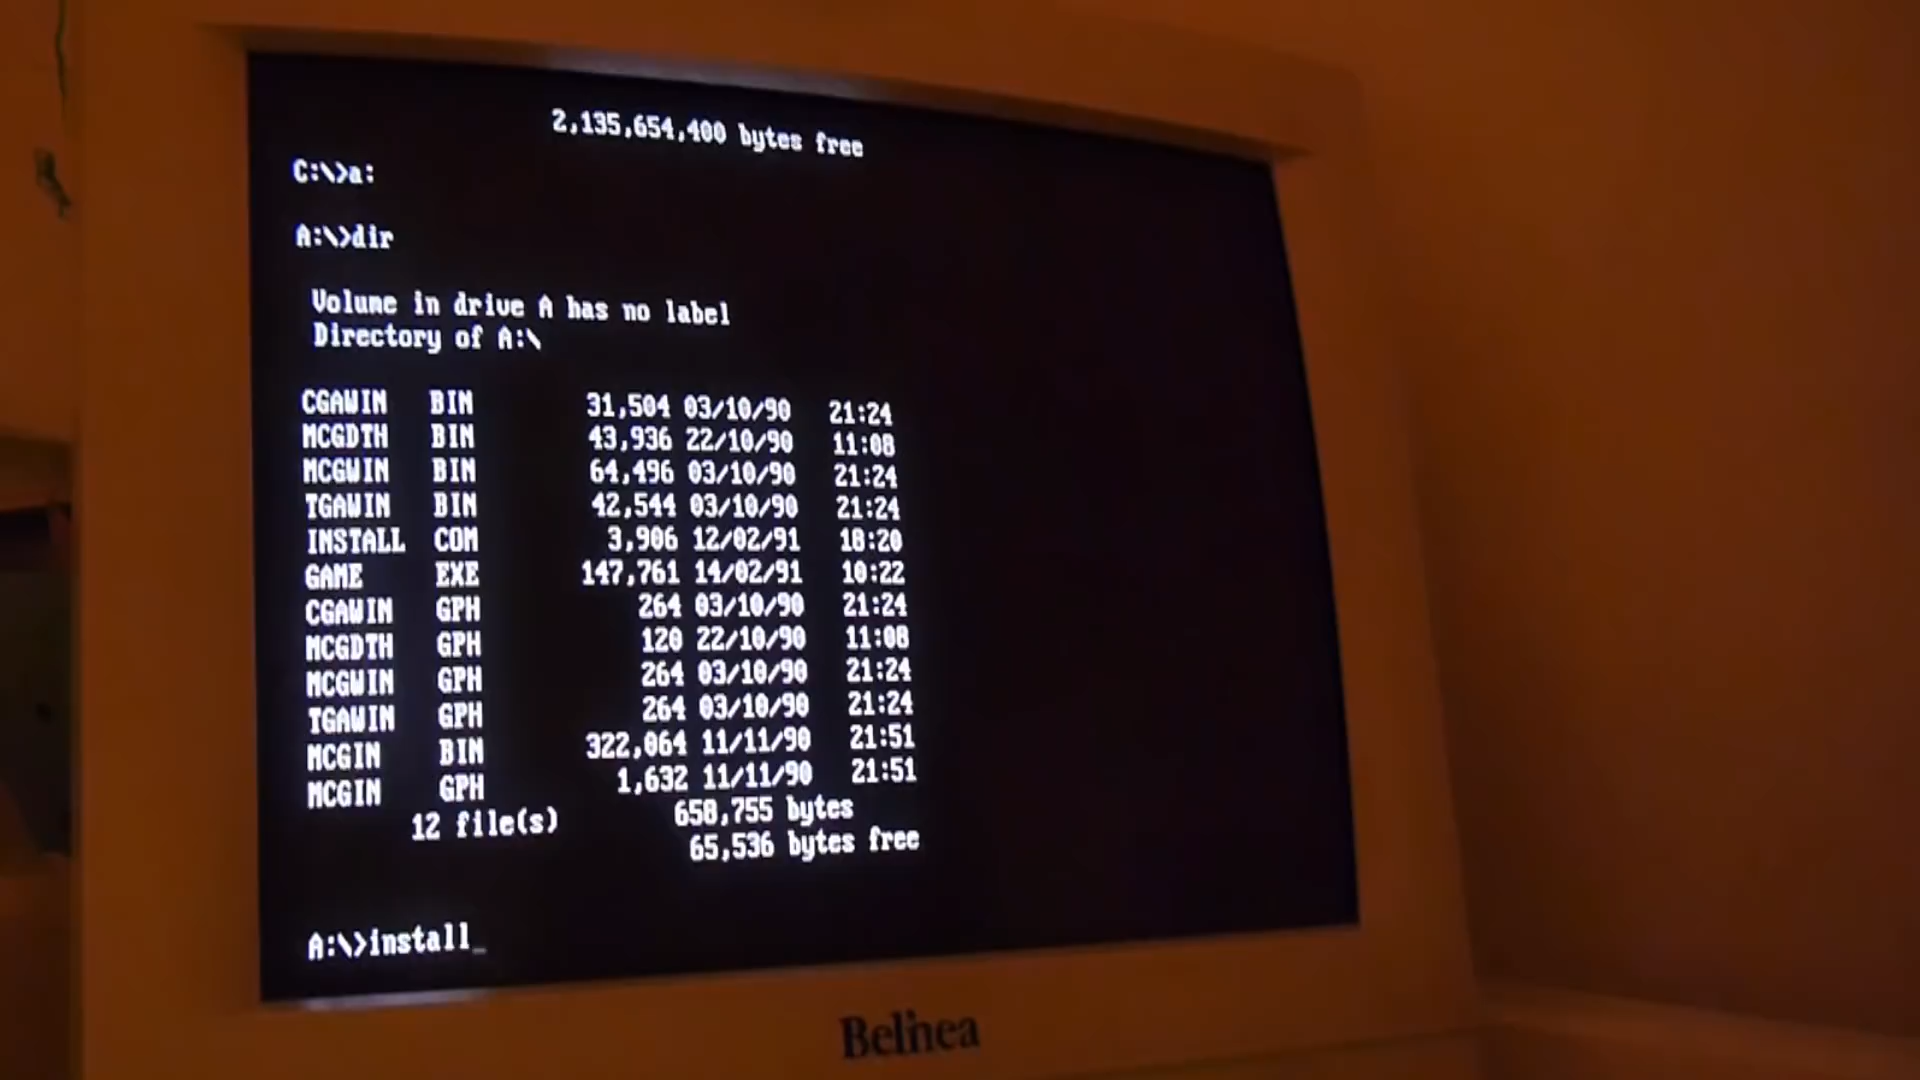 2,135,654,400 bytes free
C:\>a:
A:\>dir
Volume in drive A has no label
Directory of A:\
CGAWIN BIN 31,504 03/10/90 21:24
MCGDTH BIN 43,936 22/10/90 11:08
MCGWIN BIN 64,496 03/10/90 21:24
TGAWIN BIN 42,544 03/10/90 21:24
INSTALL COM 3,906 12/02/91 18:20
GAME EXE 147,761 14/02/91 10:22
CGAWIN GPH 264 03/10/90 21:24
MCGDTH GPH 120 22/10/90 11:08
MCGWIN GPH 264 03/10/90 21:24
TGAWIN GPH 264 03/10/90 21:24
MCGIN BIN 322,064 11/11/90 21:51
MCGIN GPH 1,632 11/11/90 21:51
12 file(s) 658,755 bytes
65,536 bytes free
A:\>install_
Belinea